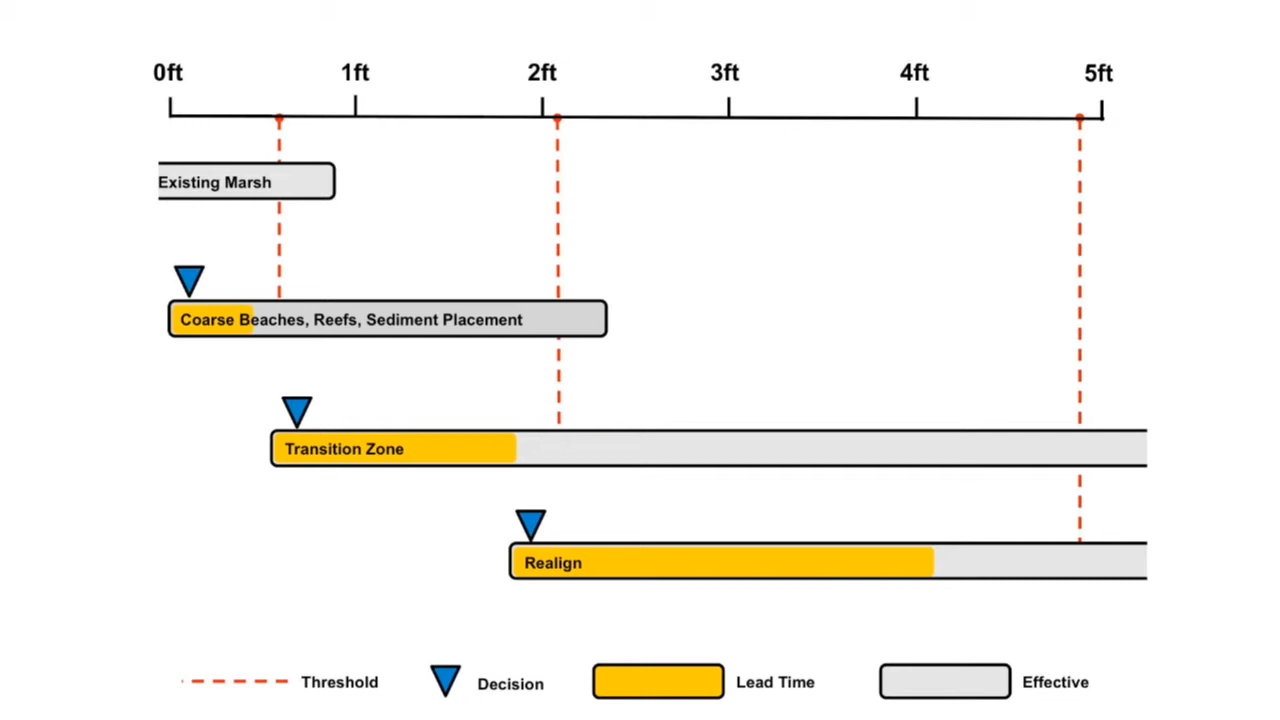 0ft 1ft 2ft 3ft 4ft 5ft
Existing Marsh
Coarse Beaches, Reefs, Sediment Placement
Transition Zone
Realign
Threshold Decision Lead Time Effective